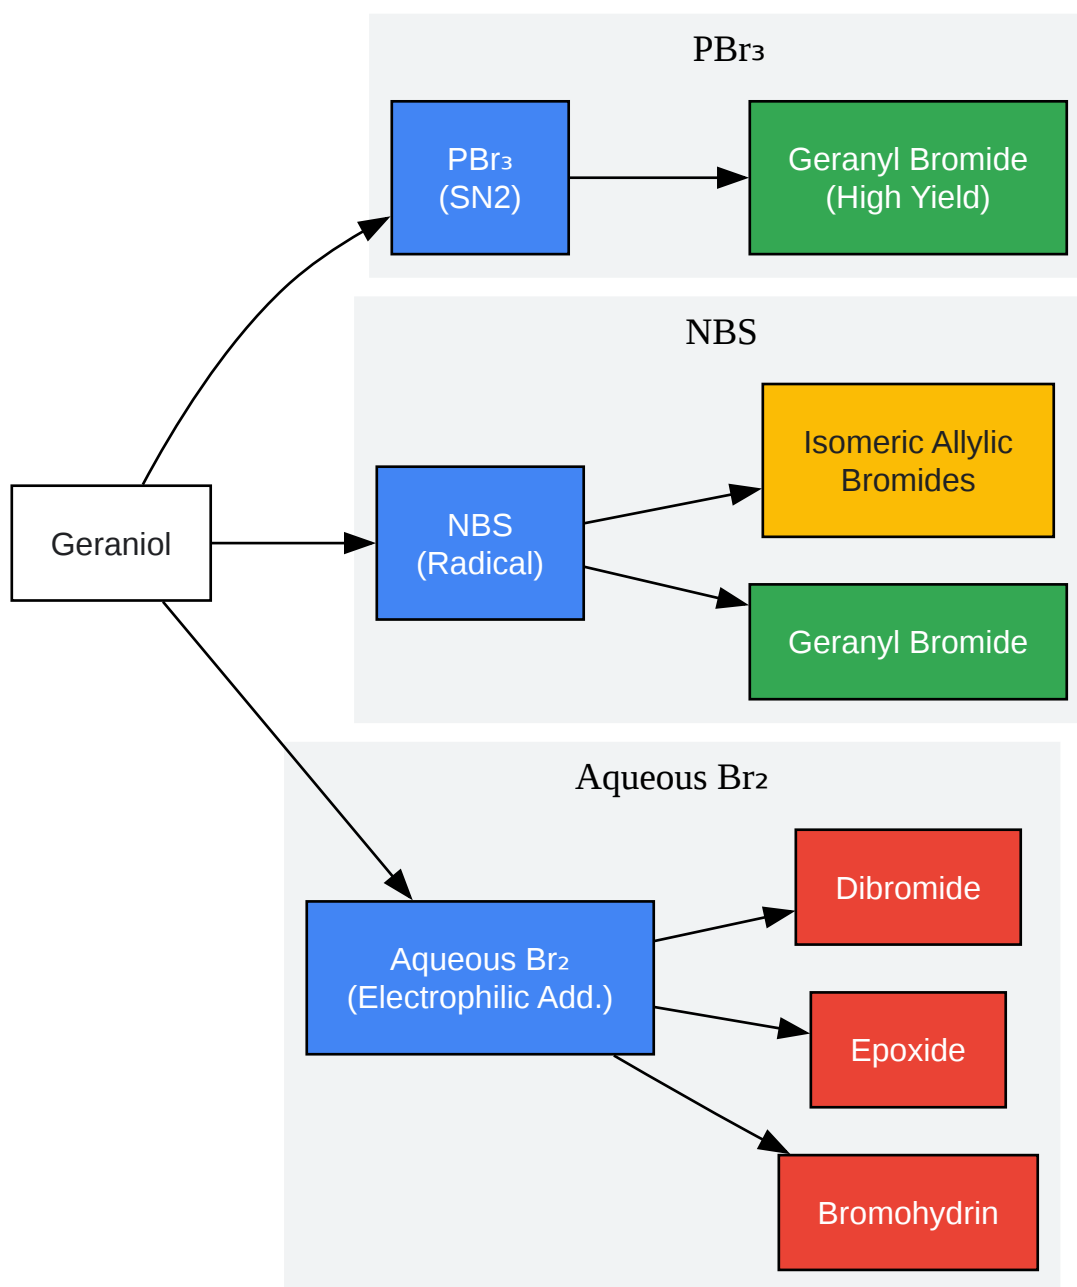 PBr₃
PBr₃
(SN2)
Geranyl Bromide
(High Yield)
NBS
Isomeric Allylic
Bromides
NBS
(Radical)
Geraniol
Geranyl Bromide
Aqueous Br₂
Dibromide
Aqueous Br₂
(Electrophilic Add.)
Epoxide
Bromohydrin